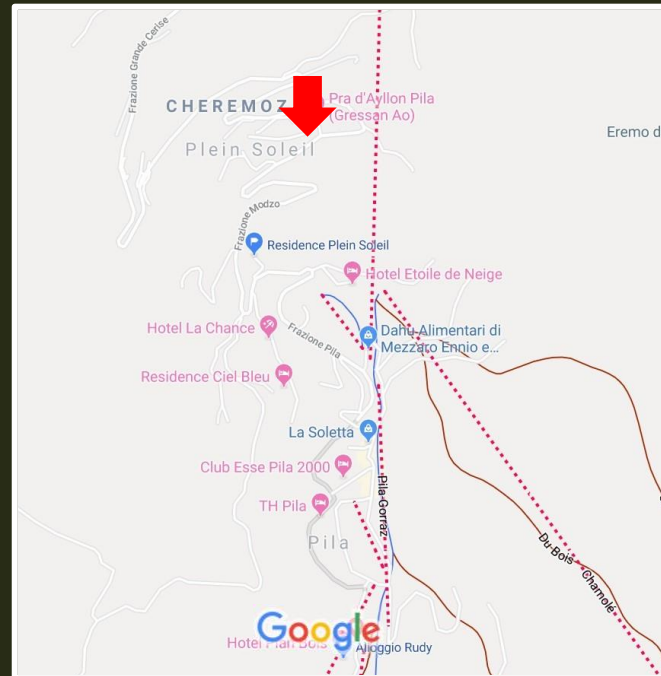 Frazione Grande Cerise
CHEREMOZ
Pra d'Ayllon Pila
(Gressan Ao)
Eremo d
Plein Soleil
Frazione Modzo
Residence Plein Soleil
Hotel Etoile de Neige
Hotel La Chance
Frazione Pila
Dahu Alimentari di
Mezzaro Ennio e...
Residence Ciel Bleu
La Soletta
Club Esse Pila 2000
Pila-Gorraz
TH Pila
Pila
Du Bois
Chamolé
Google
Hotel Plan Bois
Alloggio Rudy